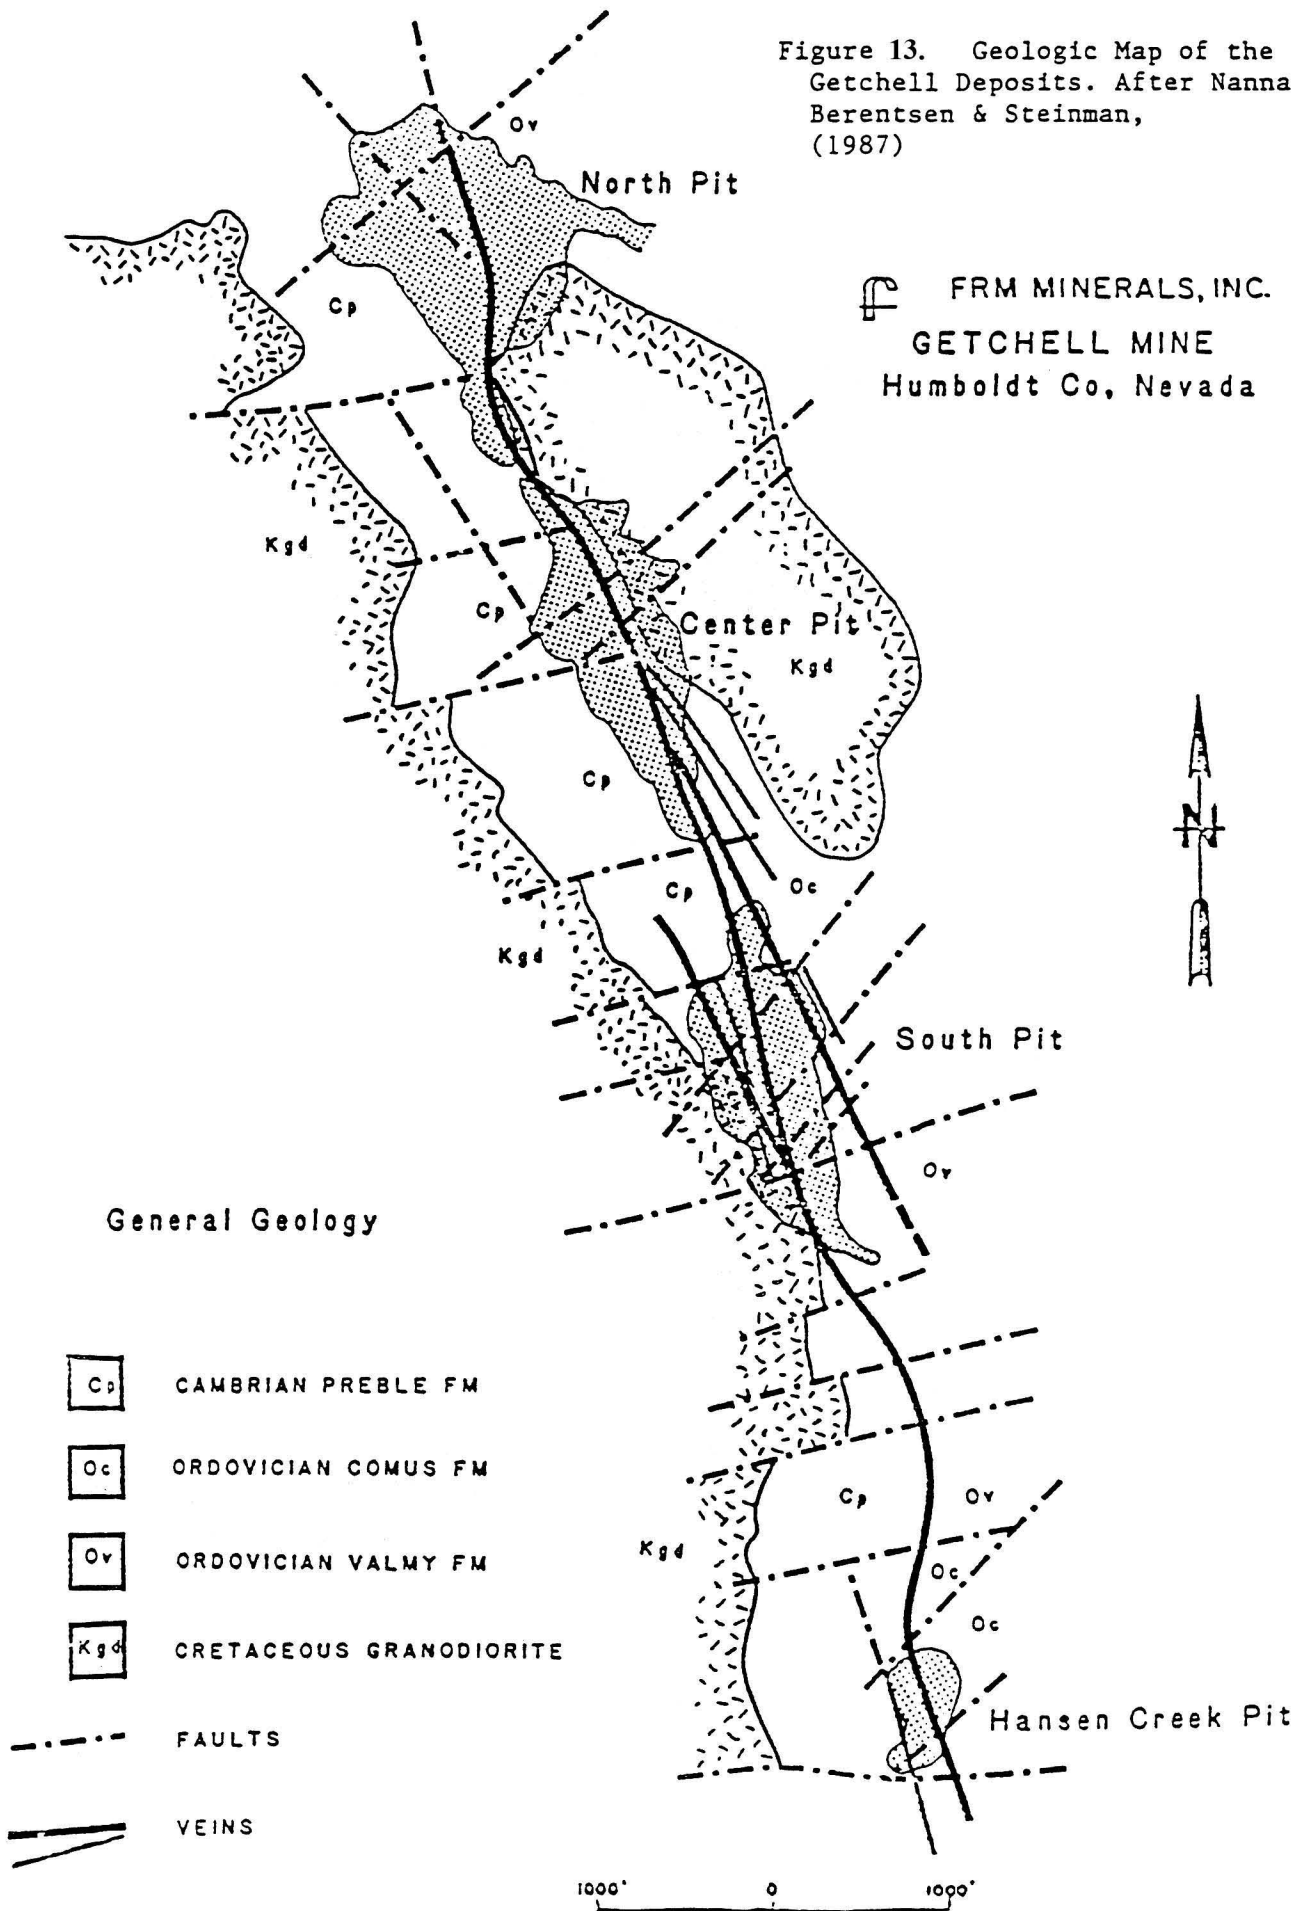 Figure 13. Geologic Map of the
Getchell Deposits. After Nanna
Berentsen & Steinman,
(1987)
Ov
North Pit
FRM MINERALS, INC.
GETCHELL MINE
Humboldt Co, Nevada
Cp
Kgd
Cp
Center Pit
Kgd
Cp
Cp
Oc
Kgd
N
South Pit
Ov
General Geology
Cp CAMBRIAN PREBLE FM
Oc ORDOVICIAN COMUS FM
Ov ORDOVICIAN VALMY FM
Kgd CRETACEOUS GRANODIORITE
FAULTS
VEINS
Cp
Ov
Kgd
Oc
Oc
Hansen Creek Pit
1000' 0 1000'